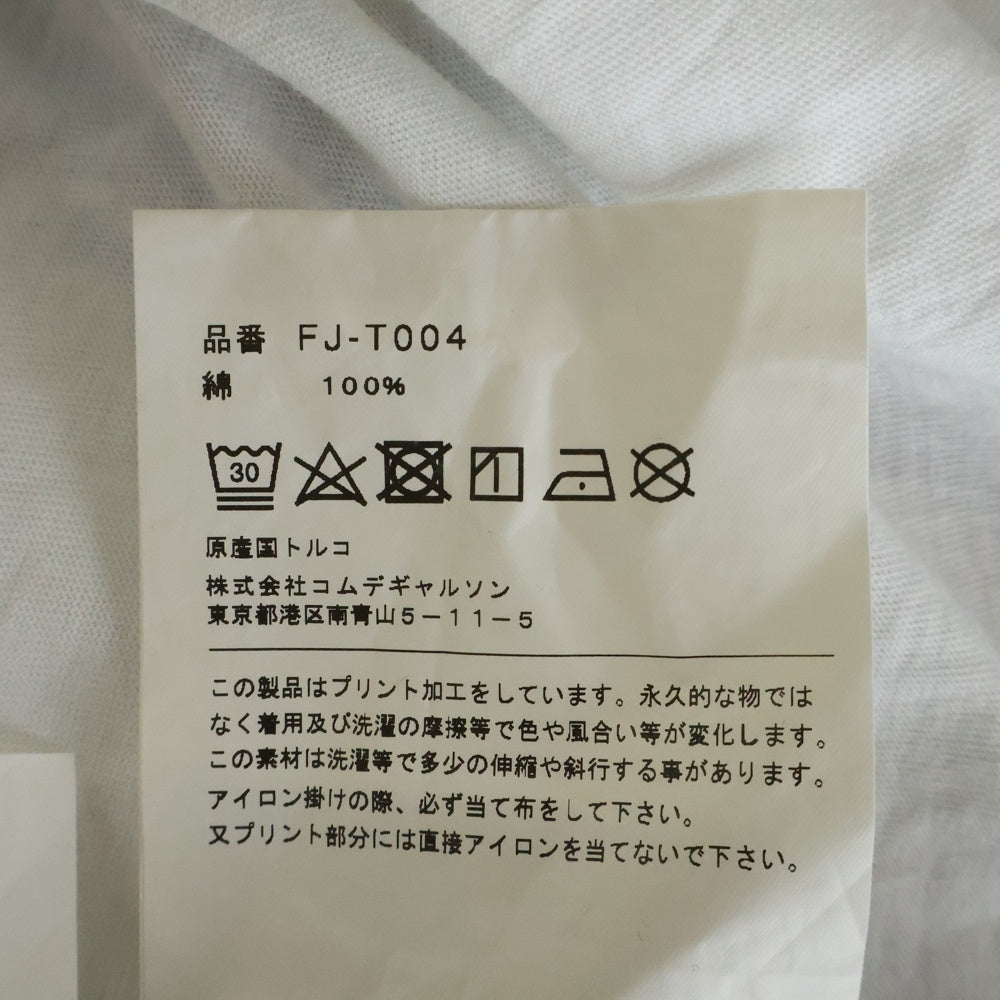 品番 FJ-T004
綿 100%
30
原産国トルコ
株式会社コムデギャルソン
東京都港区南青山5-11-5
この製品はプリント加工をしています。永久的な物では
なく着用及び洗濯の摩擦等で色や風合い等が変化します。
この素材は洗濯等で多少の伸縮や斜行する事があります。
アイロン掛けの際、必ず当て布をして下さい。
又プリント部分には直接アイロンを当てないで下さい。